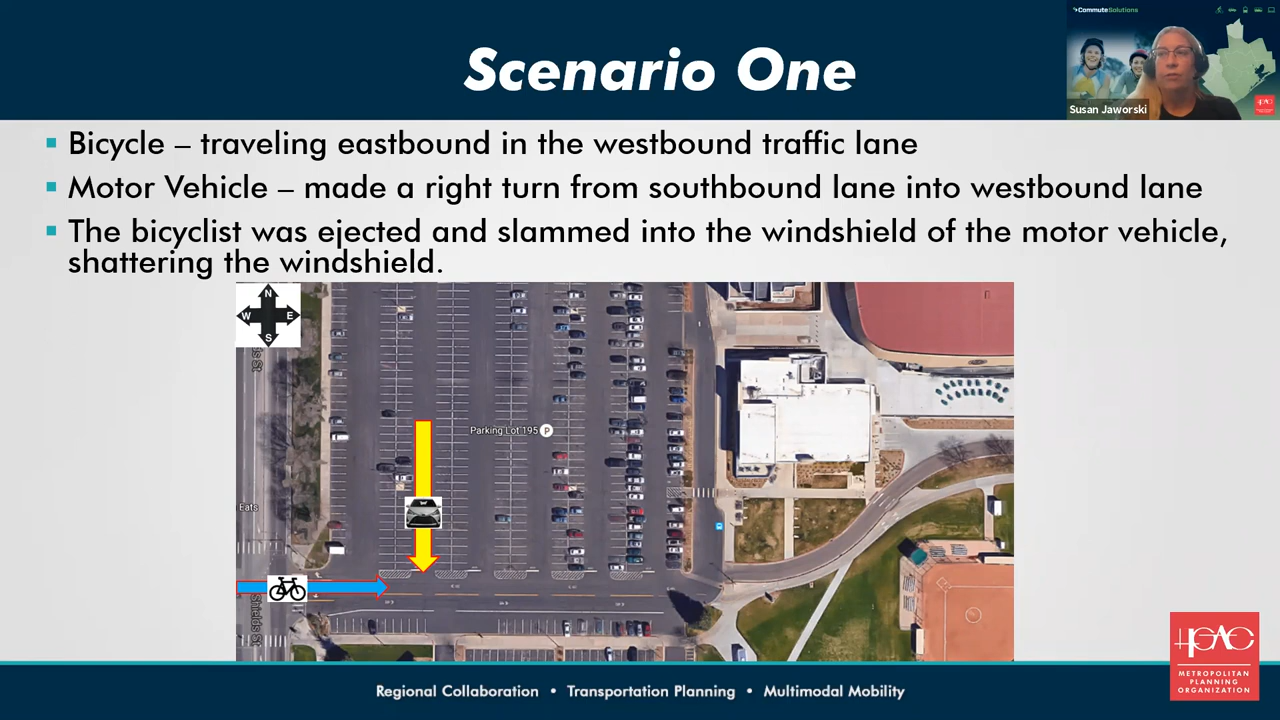 Scenario One
CommuteSolutions
Susan Jaworski
Bicycle – traveling eastbound in the westbound traffic lane
Motor Vehicle – made a right turn from southbound lane into westbound lane
The bicyclist was ejected and slammed into the windshield of the motor vehicle,
shattering the windshield.
N
W E
S
Parking Lot 195 P
Eats
Shields St
Regional Collaboration • Transportation Planning • Multimodal Mobility
HGAC
METROPOLITAN
PLANNING
ORGANIZATION